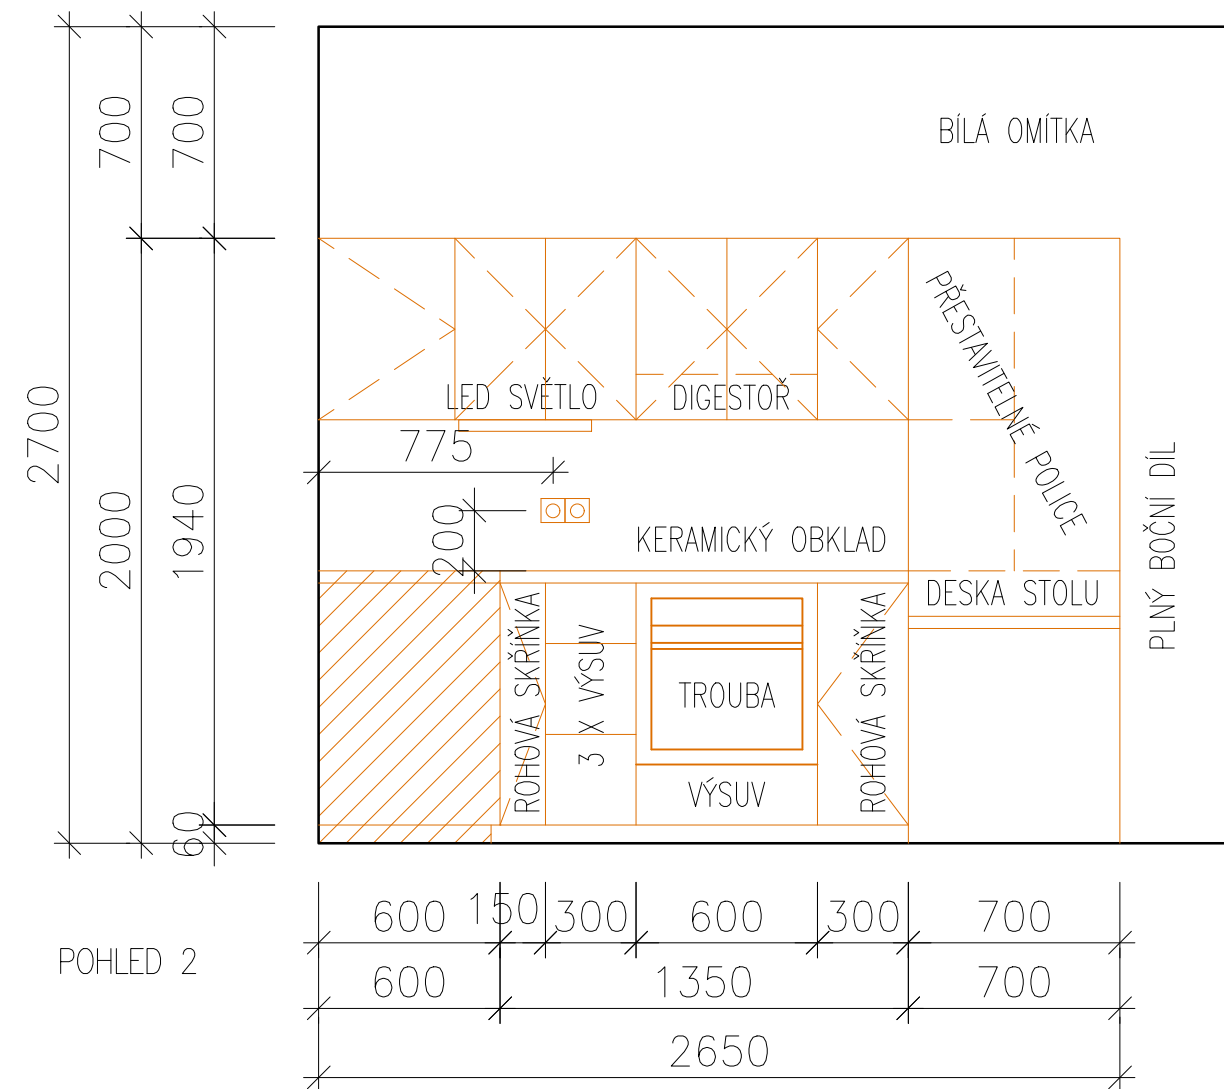 BÍLÁ OMÍTKA
700
700
PŘESTAVITELNÉ POLICE
LED SVĚTLO
DIGESTOŘ
2700
2000
1940
775
200
KERAMICKÝ OBKLAD
PLNÝ BOČNÍ DÍL
DESKA STOLU
ROHOVÁ SKŘÍŇKA
3 X VÝSUV
TROUBA
ROHOVÁ SKŘÍŇKA
VÝSUV
60
600 150 300 600 300 700
POHLED 2
600 1350 700
2650